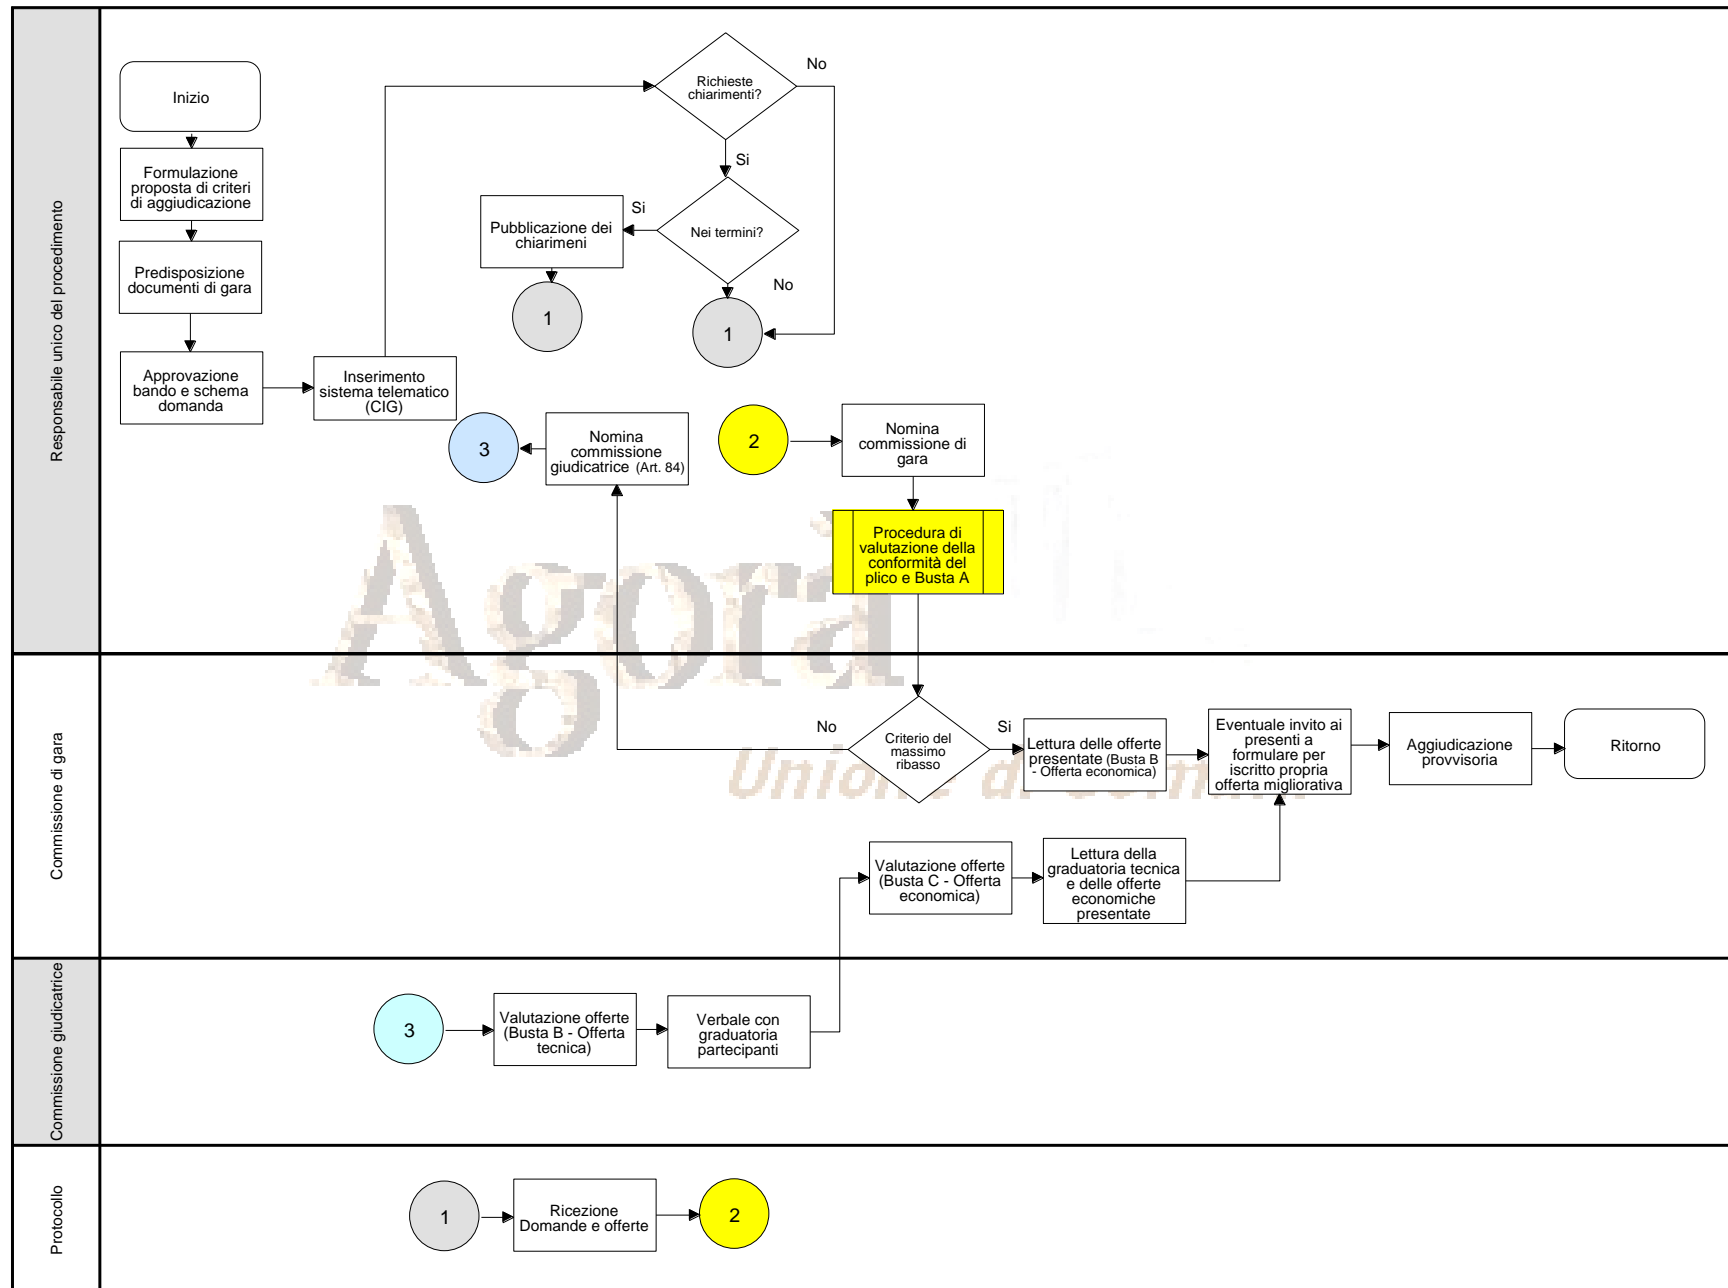 Responsabile unico del procedimento
Inizio
Formulazione
proposta di criteri
di aggiudicazione
Predisposizione
documenti di gara
Approvazione
bando e schema
domanda
Inserimento
sistema telematico
(CIG)
Richieste
chiarimenti?
No
Si
Nei termini?
Si
No
Pubblicazione dei
chiarimeni
1
1
3
Nomina
commissione
giudicatrice (Art. 84)
2
Nomina
commissione di
gara
Procedura di
valutazione della
conformità del
plico e Busta A
Agorà
Unione di Comuni
Commissione di gara
No
Criterio del
massimo
ribasso
Si
Lettura delle offerte
presentate (Busta B
- Offerta economica)
Eventuale invito ai
presenti a
formulare per
iscritto propria
offerta migliorativa
Aggiudicazione
provvisoria
Ritorno
Valutazione offerte
(Busta C - Offerta
economica)
Lettura della
graduatoria tecnica
e delle offerte
economiche
presentate
Commissione giudicatrice
3
Valutazione offerte
(Busta B - Offerta
tecnica)
Verbale con
graduatoria
partecipanti
Protocollo
1
Ricezione
Domande e offerte
2